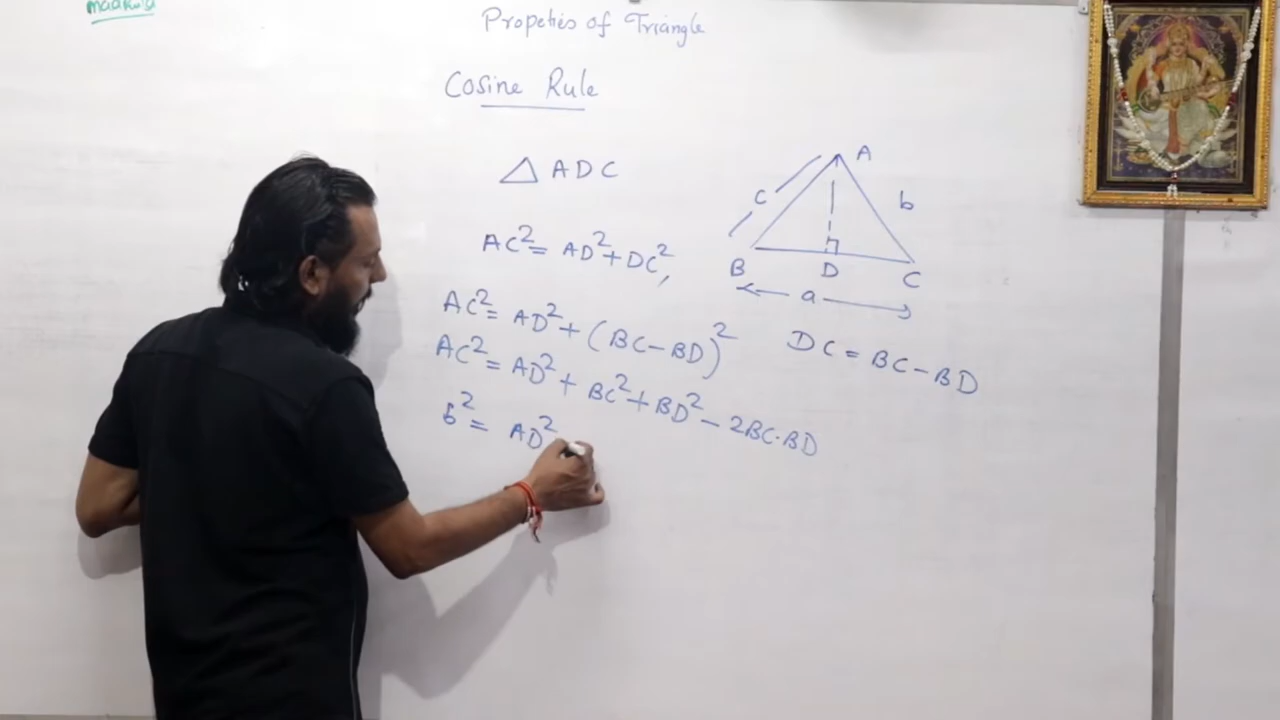 maarula
Propeties of Triangle
Cosine Rule
△ ADC
AC² = AD² + DC²,
AC² = AD² + (BC - BD)²
AC² = AD² + BC² + BD² - 2BC·BD
b² = AD²
A
c
b
B
D
C
a
DC = BC - BD